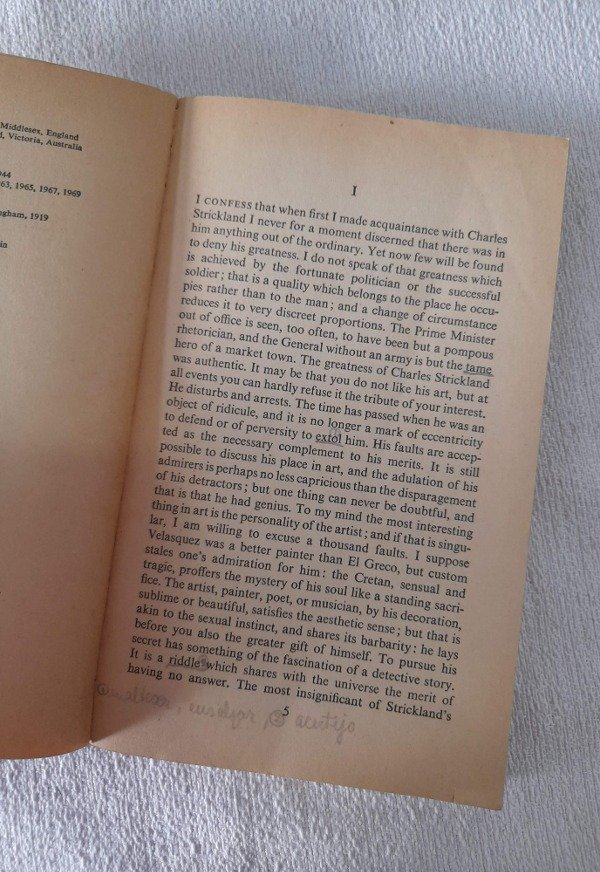 Middlesex, England
, Victoria, Australia
944
63, 1965, 1967, 1969
ngham, 1919
I
I CONFESS that when first I made acquaintance with Charles
Strickland I never for a moment discerned that there was in
him anything out of the ordinary. Yet now few will be found
to deny his greatness. I do not speak of that greatness which
is achieved by the fortunate politician or the successful
soldier; that is a quality which belongs to the place he occu-
pies rather than to the man; and a change of circumstance
reduces it to very discreet proportions. The Prime Minister
out of office is seen, too often, to have been but a pompous
rhetorician, and the General without an army is but the tame
hero of a market town. The greatness of Charles Strickland
was authentic. It may be that you do not like his art, but at
all events you can hardly refuse it the tribute of your interest.
He disturbs and arrests. The time has passed when he was an
object of ridicule, and it is no longer a mark of eccentricity
to defend or of perversity to extol him. His faults are accep-
ted as the necessary complement to his merits. It is still
possible to discuss his place in art, and the adulation of his
admirers is perhaps no less capricious than the disparagement
of his detractors; but one thing can never be doubtful, and
that is that he had genius. To my mind the most interesting
thing in art is the personality of the artist; and if that is singu-
lar, I am willing to excuse a thousand faults. I suppose
Velasquez was a better painter than El Greco, but custom
stales one's admiration for him: the Cretan, sensual and
tragic, proffers the mystery of his soul like a standing sacri-
fice. The artist, painter, poet, or musician, by his decoration,
sublime or beautiful, satisfies the aesthetic sense; but that is
akin to the sexual instinct, and shares its barbarity: he lays
before you also the greater gift of himself. To pursue his
secret has something of the fascination of a detective story.
It is a riddle which shares with the universe the merit of
having no answer. The most insignificant of Strickland's
5